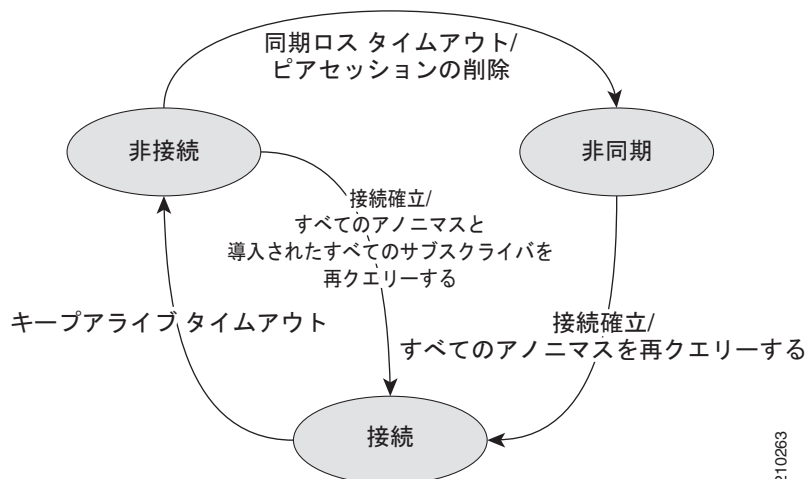 同期ロス タイムアウト/
ピアセッションの削除
非接続
非同期
接続確立/
すべてのアノニマスと
導入されたすべてのサブスクライバを
再クエリーする
キープアライブ タイムアウト
接続確立/
すべてのアノニマスを再クエリーする
接続
210263